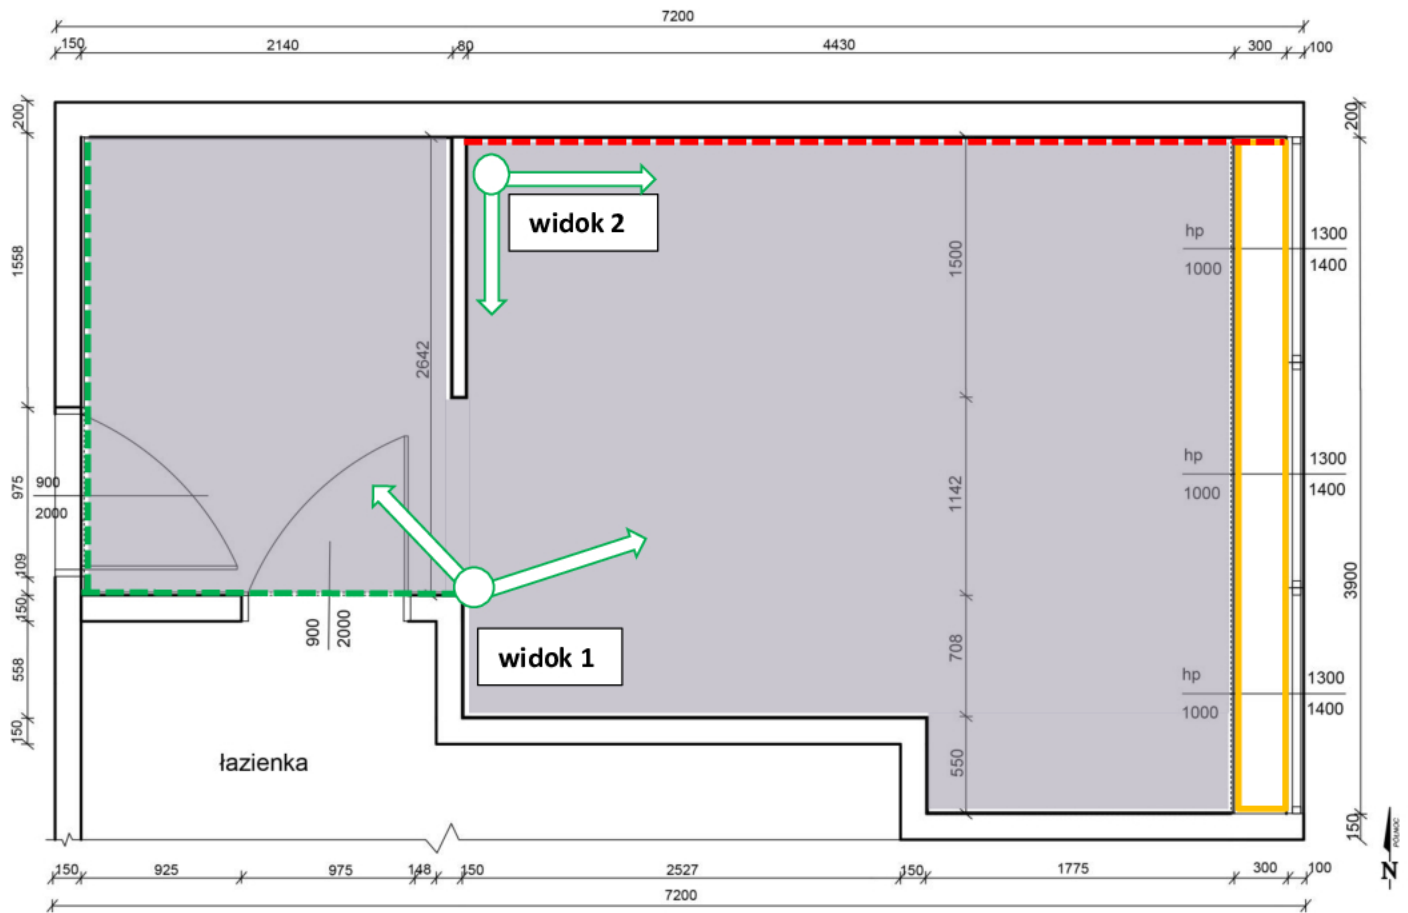 7200
150 2140 80 4430 300 100
200 200
widok 2
1558 2642 1500 hp 1000 1300 1400
975 900 2000 1142 hp 1000 1300 1400
109
150 900 2000 3900
widok 1
558 708 hp 1000 1300 1400
150 550
łazienka
150
PÓŁNOC
N
150 925 975 148 150 2527 150 1775 300 100
7200